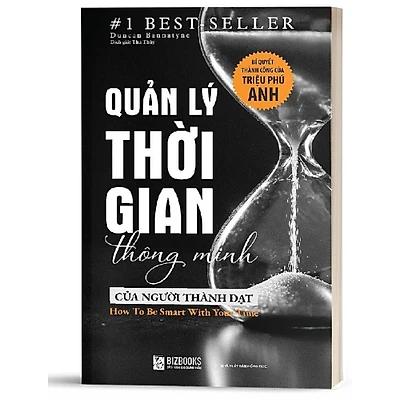 #1 BEST-SELLER
Duncan Bannatyne
Dịch giả: Thu Thủy
BÍ QUYẾT
THÀNH CÔNG CỦA
TRIỆU PHÚ
ANH
QUẢN LÝ
THỜI
GIAN
thông minh
CỦA NGƯỜI THÀNH ĐẠT
How To Be Smart With Your Time
BIZBOOKS